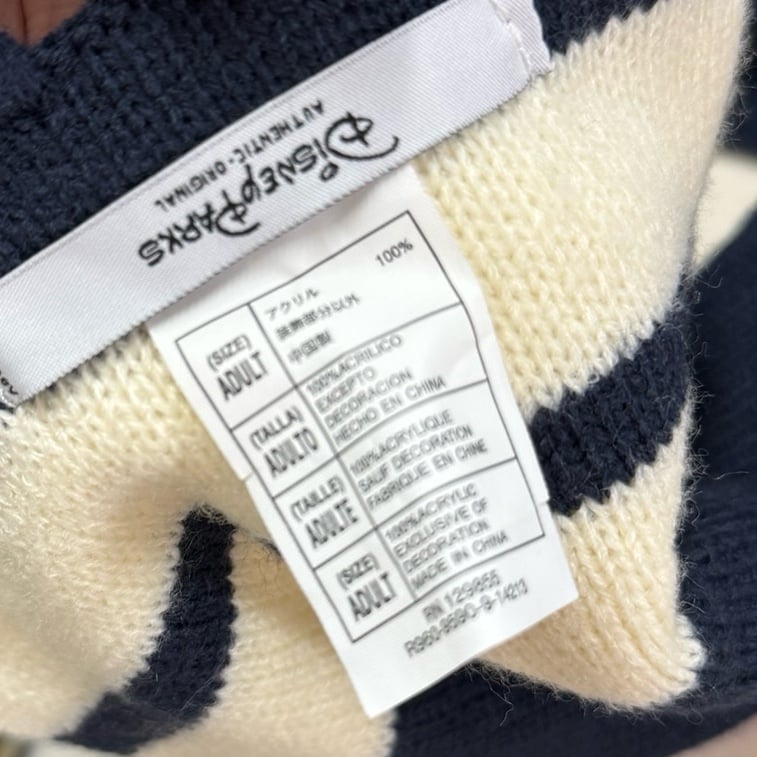 Disney Parks
AUTHENTIC • ORIGINAL
(SIZE)
ADULT
アクリル 100%
装飾部分以外
中国製
(TALLA)
ADULTO
100%ACRILICO
EXCEPTO
DECORACION
HECHO EN CHINA
(TAILLE)
ADULTE
100%ACRYLIQUE
SAUF DECORATION
FABRIQUE EN CHINE
(SIZE)
ADULT
100%ACRYLIC
EXCLUSIVE OF
DECORATION
MADE IN CHINA
RN 129855